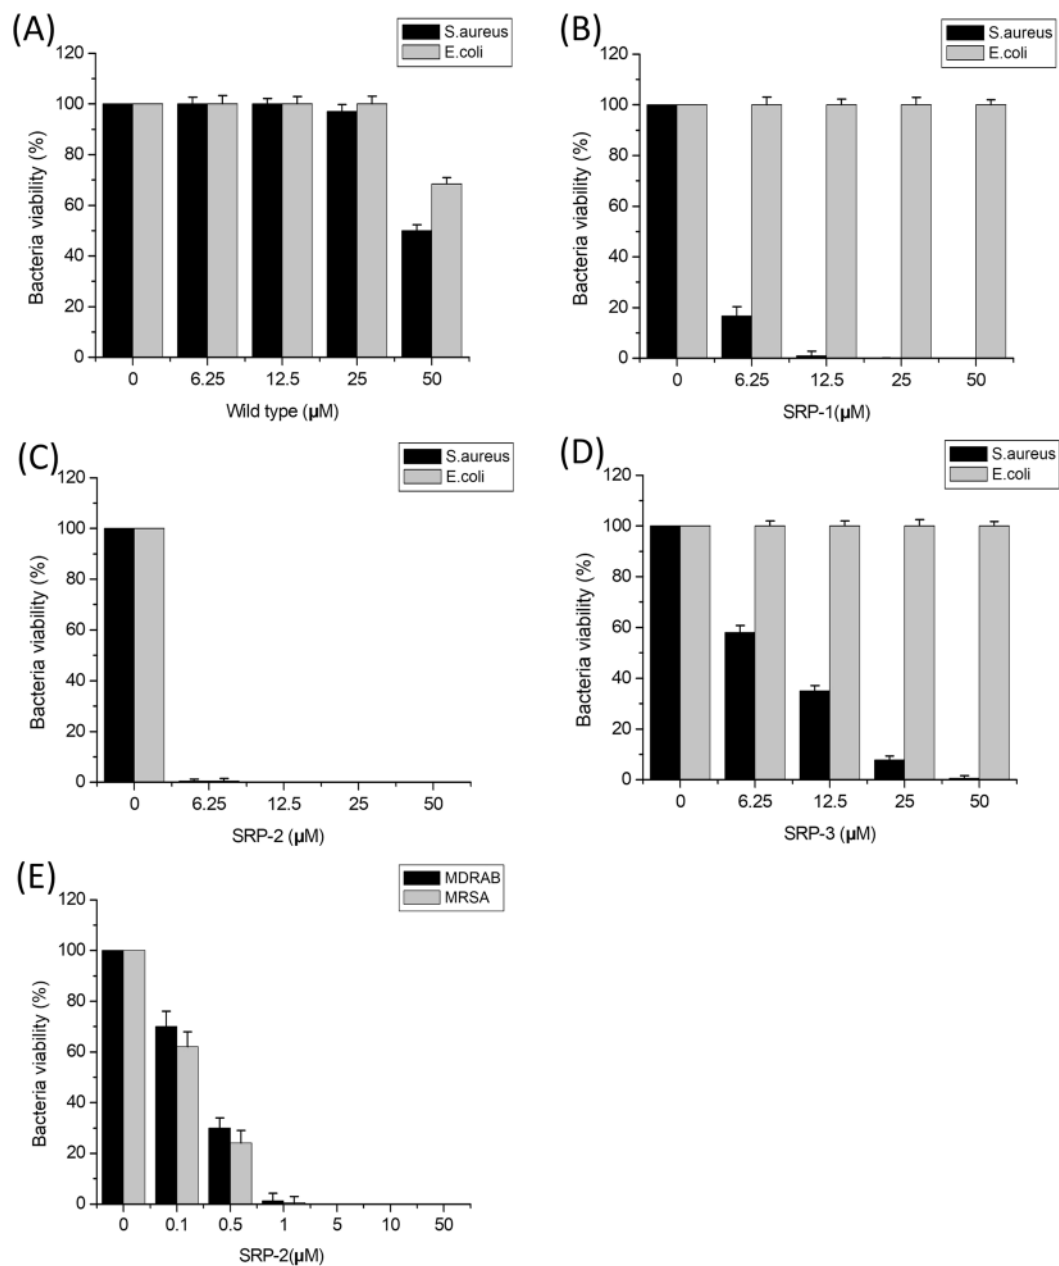 (A)
S.aureus
E.coli
120
100
80
60
40
20
0
Bacteria viability (%)
0 6.25 12.5 25 50
Wild type (µM)
(B)
S.aureus
E.coli
120
100
80
60
40
20
0
Bacteria viability (%)
0 6.25 12.5 25 50
SRP-1(µM)
(C)
S.aureus
E.coli
120
100
80
60
40
20
0
Bacteria viability (%)
0 6.25 12.5 25 50
SRP-2 (µM)
(D)
S.aureus
E.coli
120
100
80
60
40
20
0
Bacteria viability (%)
0 6.25 12.5 25 50
SRP-3 (µM)
(E)
MDRAB
MRSA
120
100
80
60
40
20
0
Bacteria viability (%)
0 0.1 0.5 1 5 10 50
SRP-2(µM)